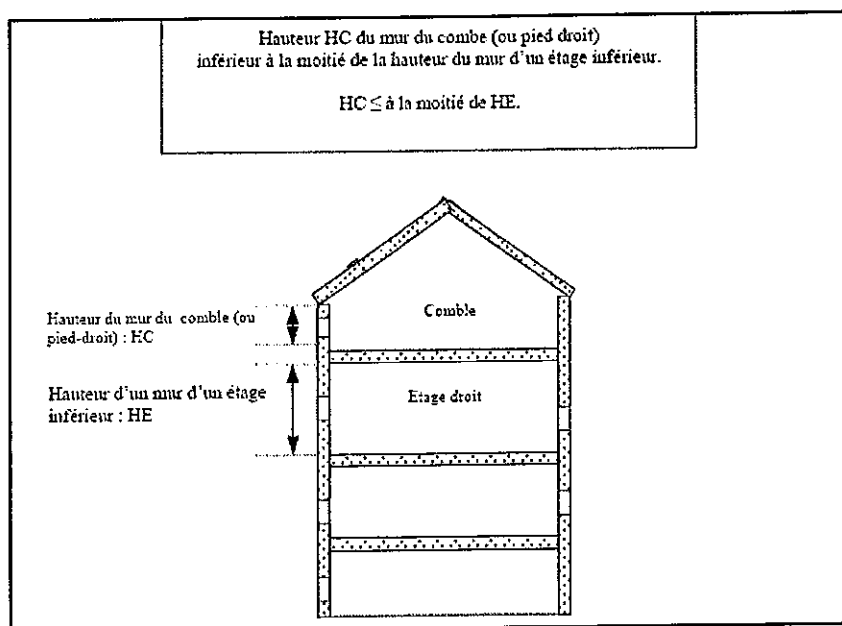 Hauteur HC du mur du combe (ou pied droit)
inférieur à la moitié de la hauteur du mur d'un étage inférieur.
HC ≤ à la moitié de HE.
Hauteur du mur du comble (ou
pied-droit) : HC
Comble
Hauteur d'un mur d'un étage
inférieur : HE
Etage droit